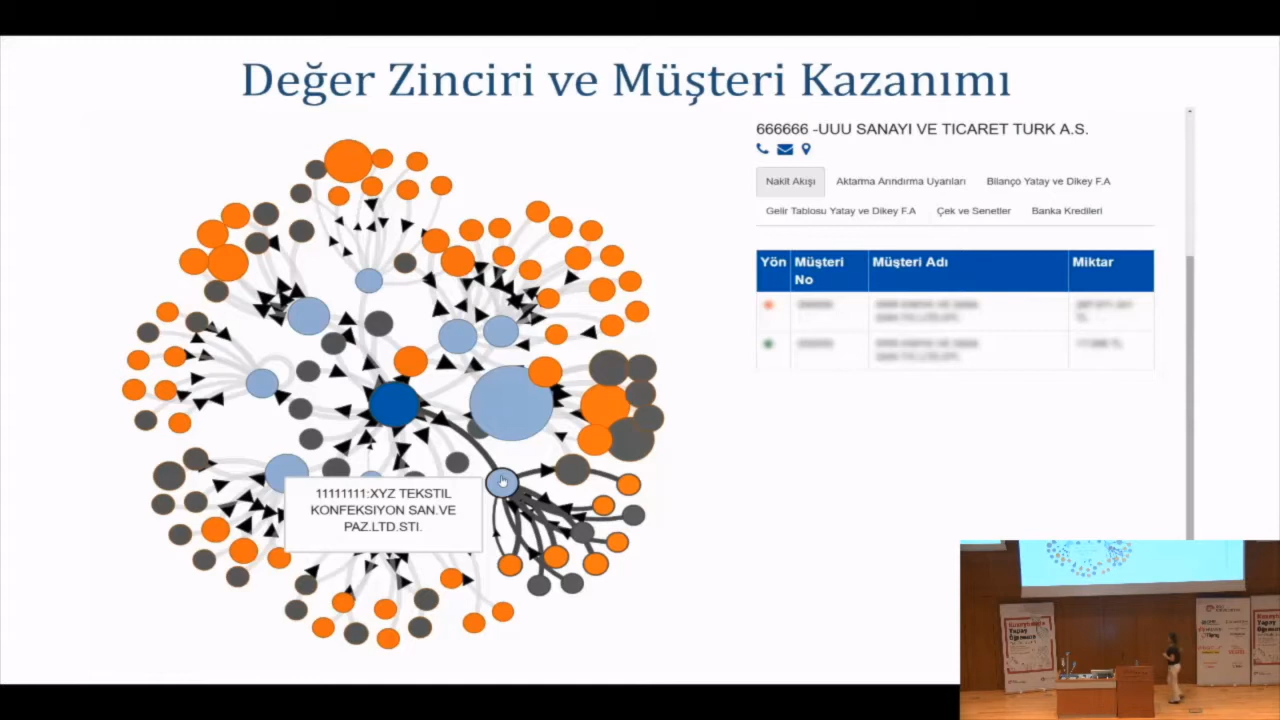 Değer Zinciri ve Müşteri Kazanımı
666666 -UUU SANAYI VE TICARET TURK A.S.
Nakit Akışı Aktarma Arındırma Uyarıları Bilanço Yatay ve Dikey F.A
Gelir Tablosu Yatay ve Dikey F.A Çek ve Senetler Banka Kredileri
Yön Müşteri No Müşteri Adı Miktar
11111111:XYZ TEKSTIL
KONFEKSIYON SAN.VE
PAZ.LTD.STI.
Yapay
Öğrenme